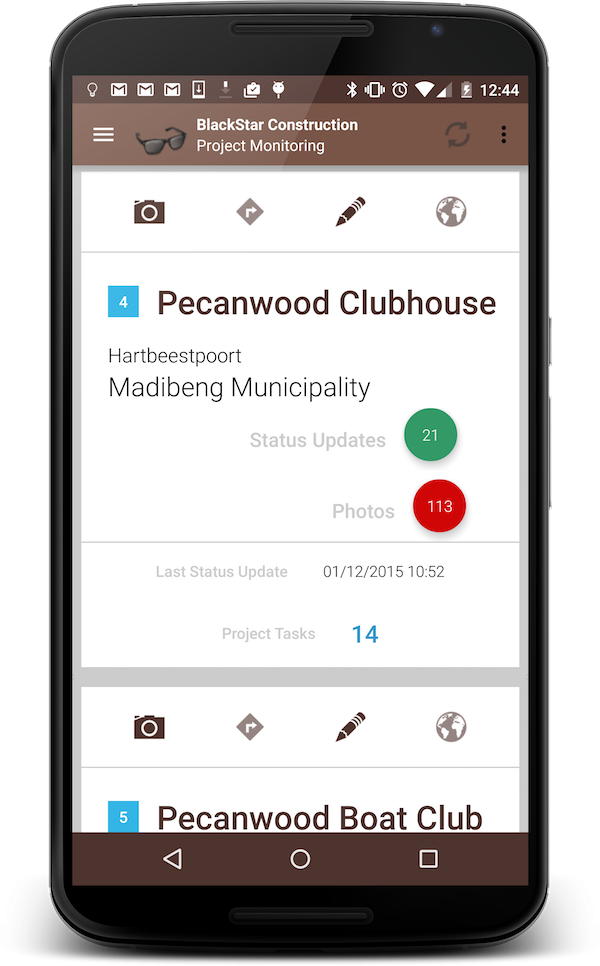 12:44
BlackStar Construction
Project Monitoring
4 Pecanwood Clubhouse
Hartbeestpoort
Madibeng Municipality
Status Updates 21
Photos 113
Last Status Update 01/12/2015 10:52
Project Tasks 14
5 Pecanwood Boat Club